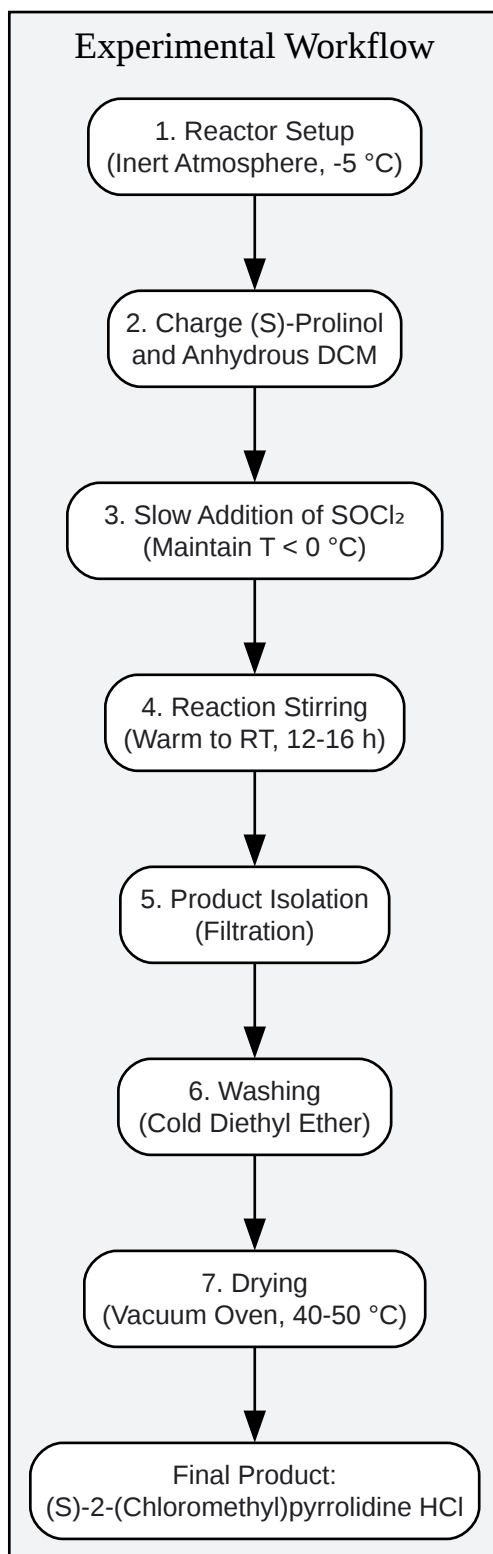 Experimental Workflow
1. Reactor Setup
(Inert Atmosphere, -5 °C)
2. Charge (S)-Prolinol
and Anhydrous DCM
3. Slow Addition of SOCl₂
(Maintain T < 0 °C)
4. Reaction Stirring
(Warm to RT, 12-16 h)
5. Product Isolation
(Filtration)
6. Washing
(Cold Diethyl Ether)
7. Drying
(Vacuum Oven, 40-50 °C)
Final Product:
(S)-2-(Chloromethyl)pyrrolidine HCl